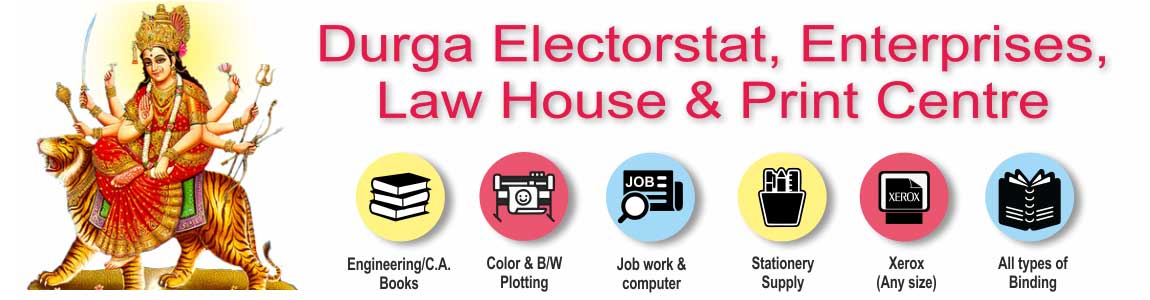 Durga Electorstat, Enterprises,
Law House & Print Centre
JOB
XEROX
Engineering/C.A.
Books
Color & B/W
Plotting
Job work &
computer
Stationery
Supply
Xerox
(Any size)
All types of
Binding